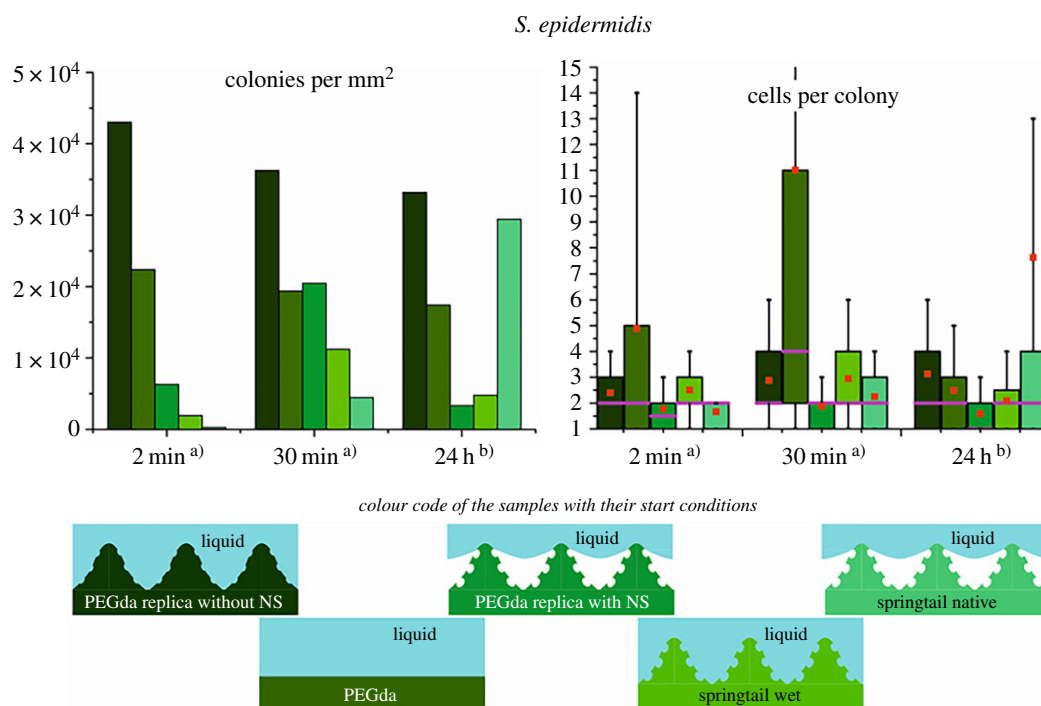 S. epidermidis
colonies per mm²
5 × 10⁴
4 × 10⁴
3 × 10⁴
2 × 10⁴
1 × 10⁴
0
2 min a)
30 min a)
24 h b)
cells per colony
15
14
13
12
11
10
9
8
7
6
5
4
3
2
1
2 min a)
30 min a)
24 h b)
colour code of the samples with their start conditions
liquid
PEGda replica without NS
liquid
PEGda replica with NS
liquid
springtail native
liquid
PEGda
liquid
springtail wet